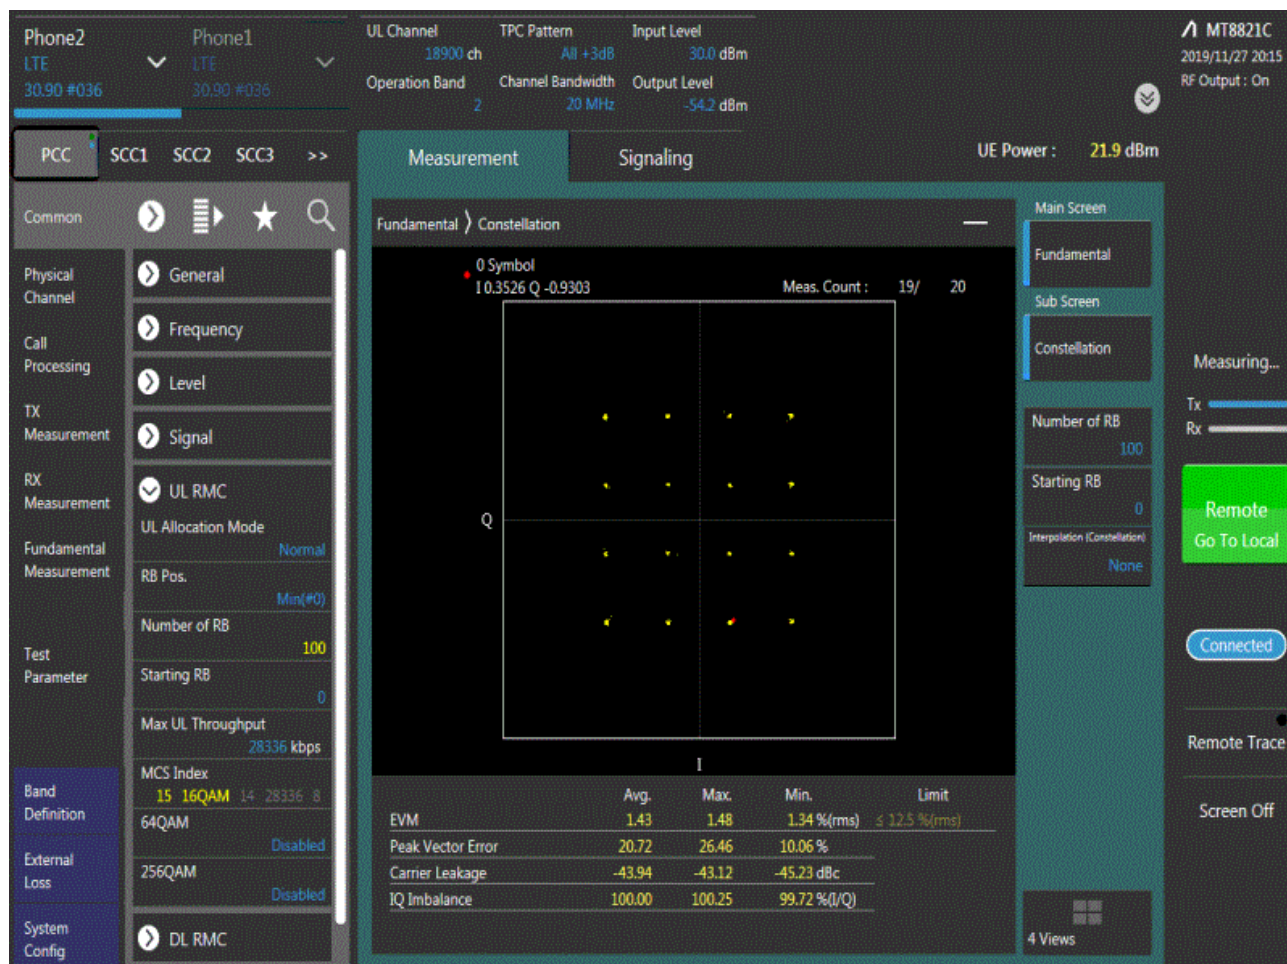 Phone2
LTE
30.90 #036
Phone1
LTE
30.90 #036
UL Channel
18900 ch
Operation Band
2
TPC Pattern
All +3dB
Channel Bandwidth
20 MHz
Input Level
30.0 dBm
Output Level
-54.2 dBm
MT8821C
2019/11/27 20:15
RF Output : On
PCC SCC1 SCC2 SCC3 >>
Measurement
Signaling
UE Power : 21.9 dBm
Common
Physical
Channel
Call
Processing
TX
Measurement
RX
Measurement
Fundamental
Measurement
Test
Parameter
Band
Definition
External
Loss
System
Config
General
Frequency
Level
Signal
UL RMC
UL Allocation Mode
Normal
RB Pos.
Min(#0)
Number of RB
100
Starting RB
0
Max UL Throughput
28336 kbps
MCS Index
15 16QAM 14 28336 8
64QAM
Disabled
256QAM
Disabled
DL RMC
Fundamental 〉 Constellation
0 Symbol
I 0.3526 Q -0.9303
Meas. Count : 19/ 20
Q
I
Avg. Max. Min. Limit
EVM 1.43 1.48 1.34 %(rms) ≤ 12.5 %(rms)
Peak Vector Error 20.72 26.46 10.06 %
Carrier Leakage -43.94 -43.12 -45.23 dBc
IQ Imbalance 100.00 100.25 99.72 %(I/Q)
Main Screen
Fundamental
Sub Screen
Constellation
Number of RB
100
Starting RB
0
Interpolation (Constellation)
None
4 Views
Measuring...
Tx
Rx
Remote
Go To Local
Connected
Remote Trace
Screen Off